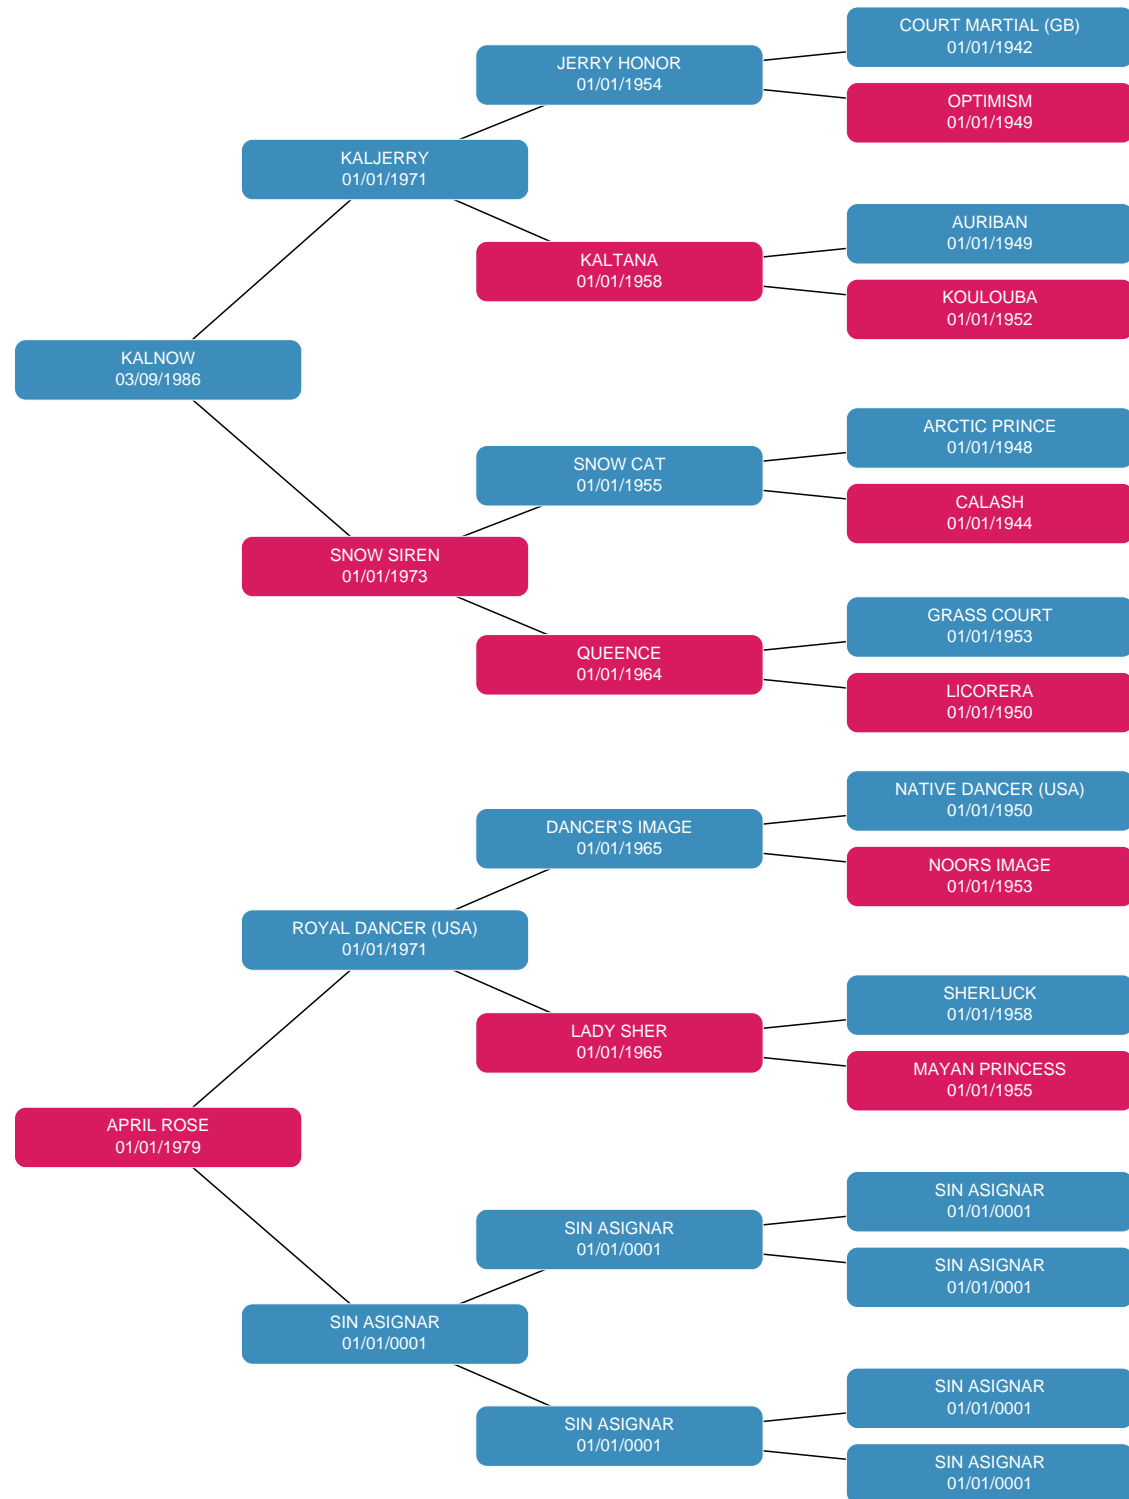 COURT MARTIAL (GB)
01/01/1942
JERRY HONOR
01/01/1954
OPTIMISM
01/01/1949
KALJERRY
01/01/1971
AURIBAN
01/01/1949
KALTANA
01/01/1958
KOULOUBA
01/01/1952
KALNOW
03/09/1986
ARCTIC PRINCE
01/01/1948
SNOW CAT
01/01/1955
CALASH
01/01/1944
SNOW SIREN
01/01/1973
GRASS COURT
01/01/1953
QUEENCE
01/01/1964
LICORERA
01/01/1950
NATIVE DANCER (USA)
01/01/1950
DANCER'S IMAGE
01/01/1965
NOORS IMAGE
01/01/1953
ROYAL DANCER (USA)
01/01/1971
SHERLUCK
01/01/1958
LADY SHER
01/01/1965
MAYAN PRINCESS
01/01/1955
APRIL ROSE
01/01/1979
SIN ASIGNAR
01/01/0001
SIN ASIGNAR
01/01/0001
SIN ASIGNAR
01/01/0001
SIN ASIGNAR
01/01/0001
SIN ASIGNAR
01/01/0001
SIN ASIGNAR
01/01/0001
SIN ASIGNAR
01/01/0001